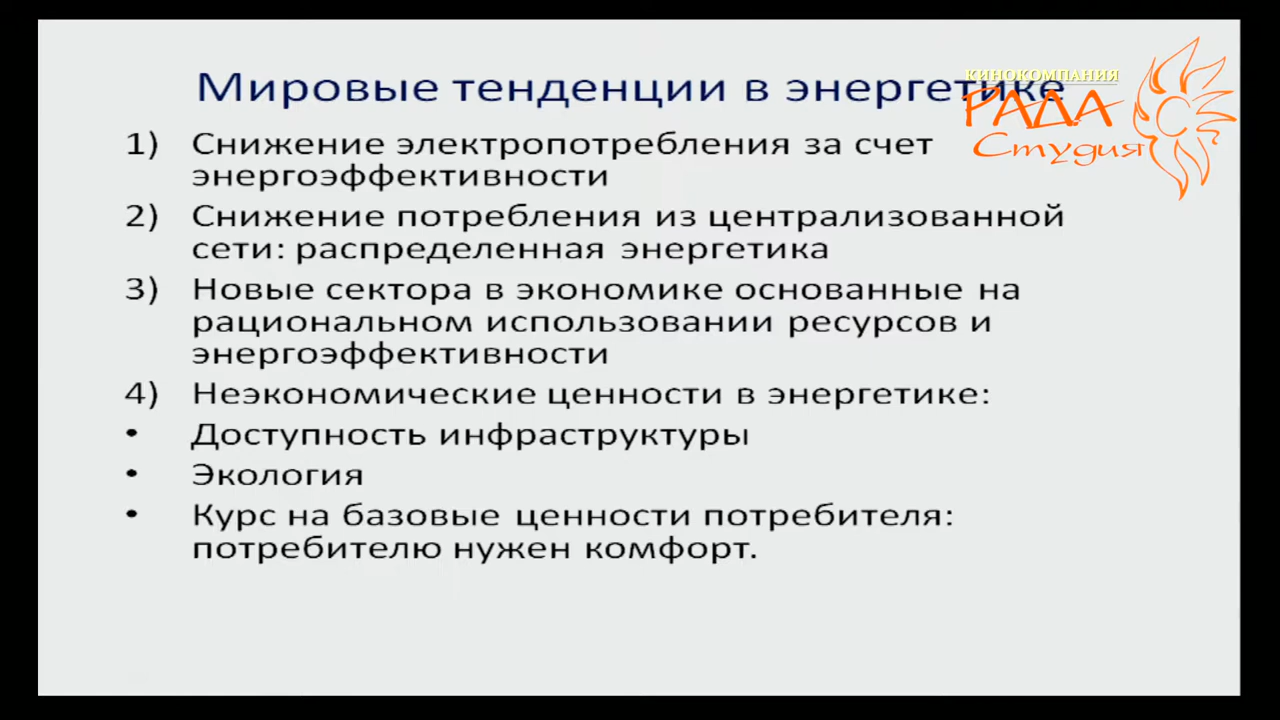 Мировые тенденции в энергетике
КИНОКОМПАНИЯ
РАДА
Студия
1) Снижение электропотребления за счет
энергоэффективности
2) Снижение потребления из централизованной
сети: распределенная энергетика
3) Новые сектора в экономике основанные на
рациональном использовании ресурсов и
энергоэффективности
4) Неэкономические ценности в энергетике:
• Доступность инфраструктуры
• Экология
• Курс на базовые ценности потребителя:
потребителю нужен комфорт.